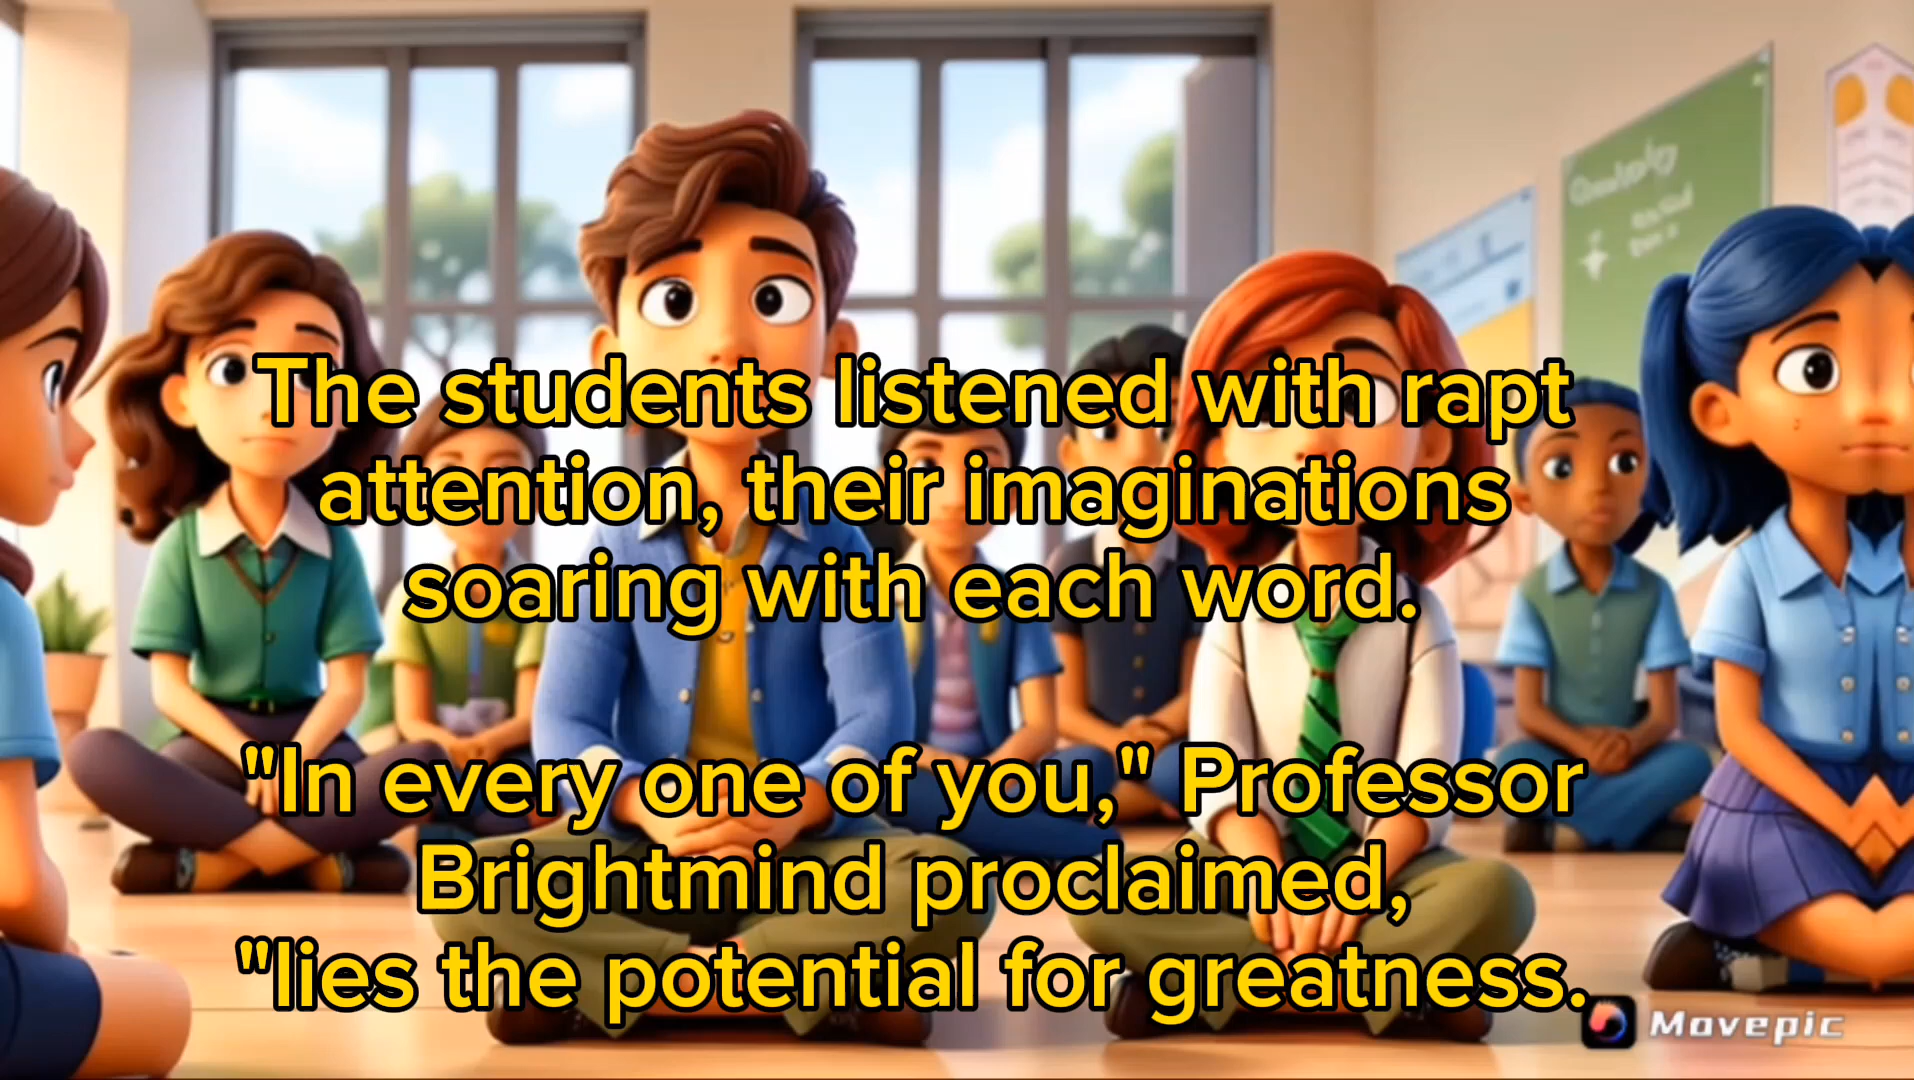 The students listened with rapt
attention, their imaginations
soaring with each word.
"In every one of you," Professor
Brightmind proclaimed,
"lies the potential for greatness.
Movepic